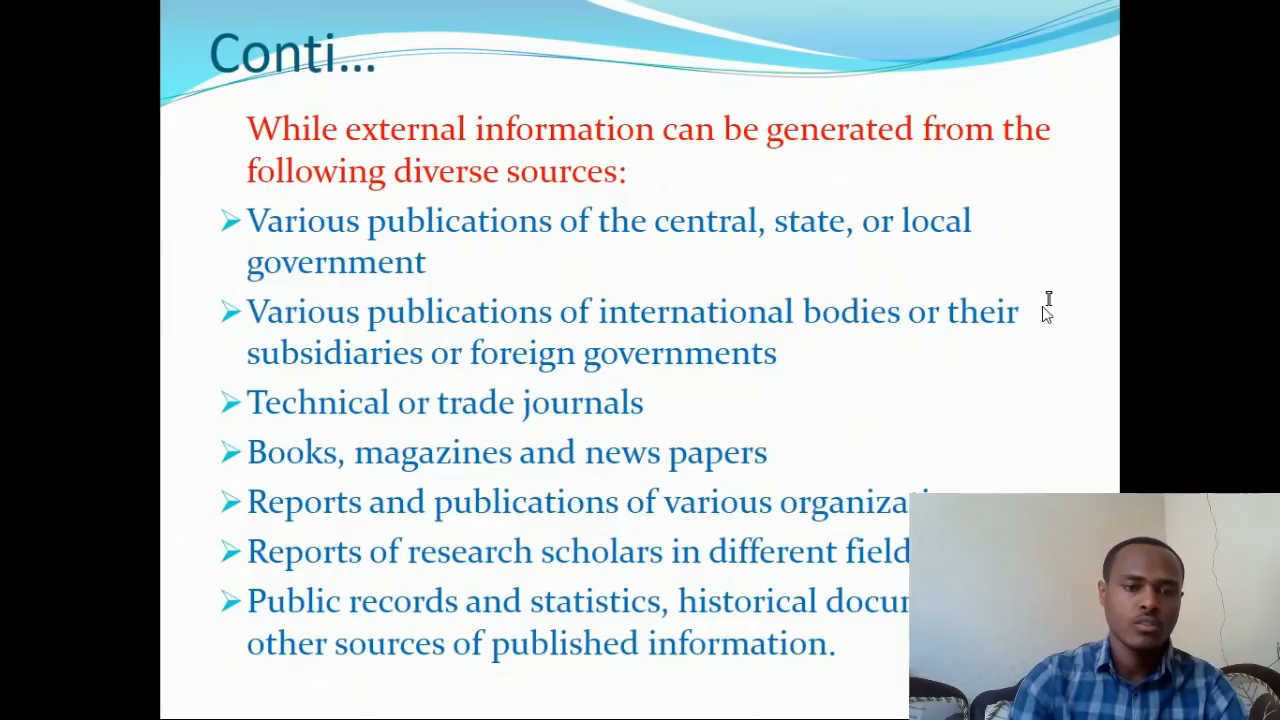 Conti...
While external information can be generated from the
following diverse sources:
Various publications of the central, state, or local
government
Various publications of international bodies or their
subsidiaries or foreign governments
Technical or trade journals
Books, magazines and news papers
Reports and publications of various
Reports of research scholars in different
Public records and statistics, historical
other sources of published information.